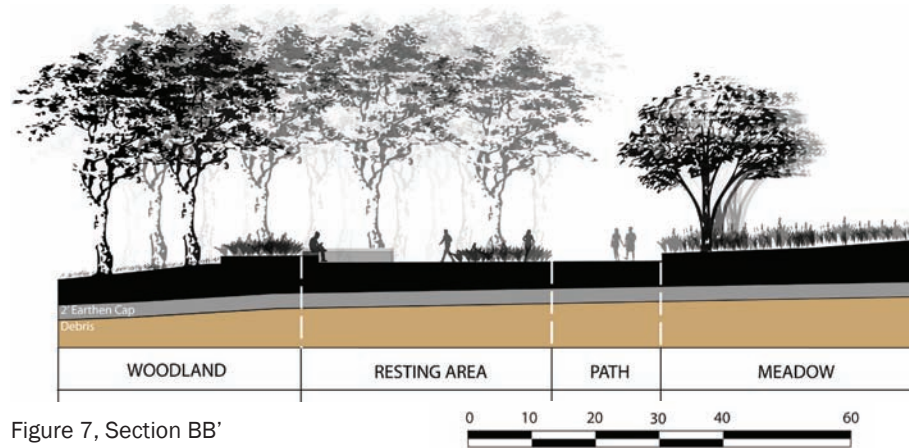 2' Earthen Cap
Debris
WOODLAND RESTING AREA PATH MEADOW
Figure 7, Section BB’
0 10 20 30 40 60